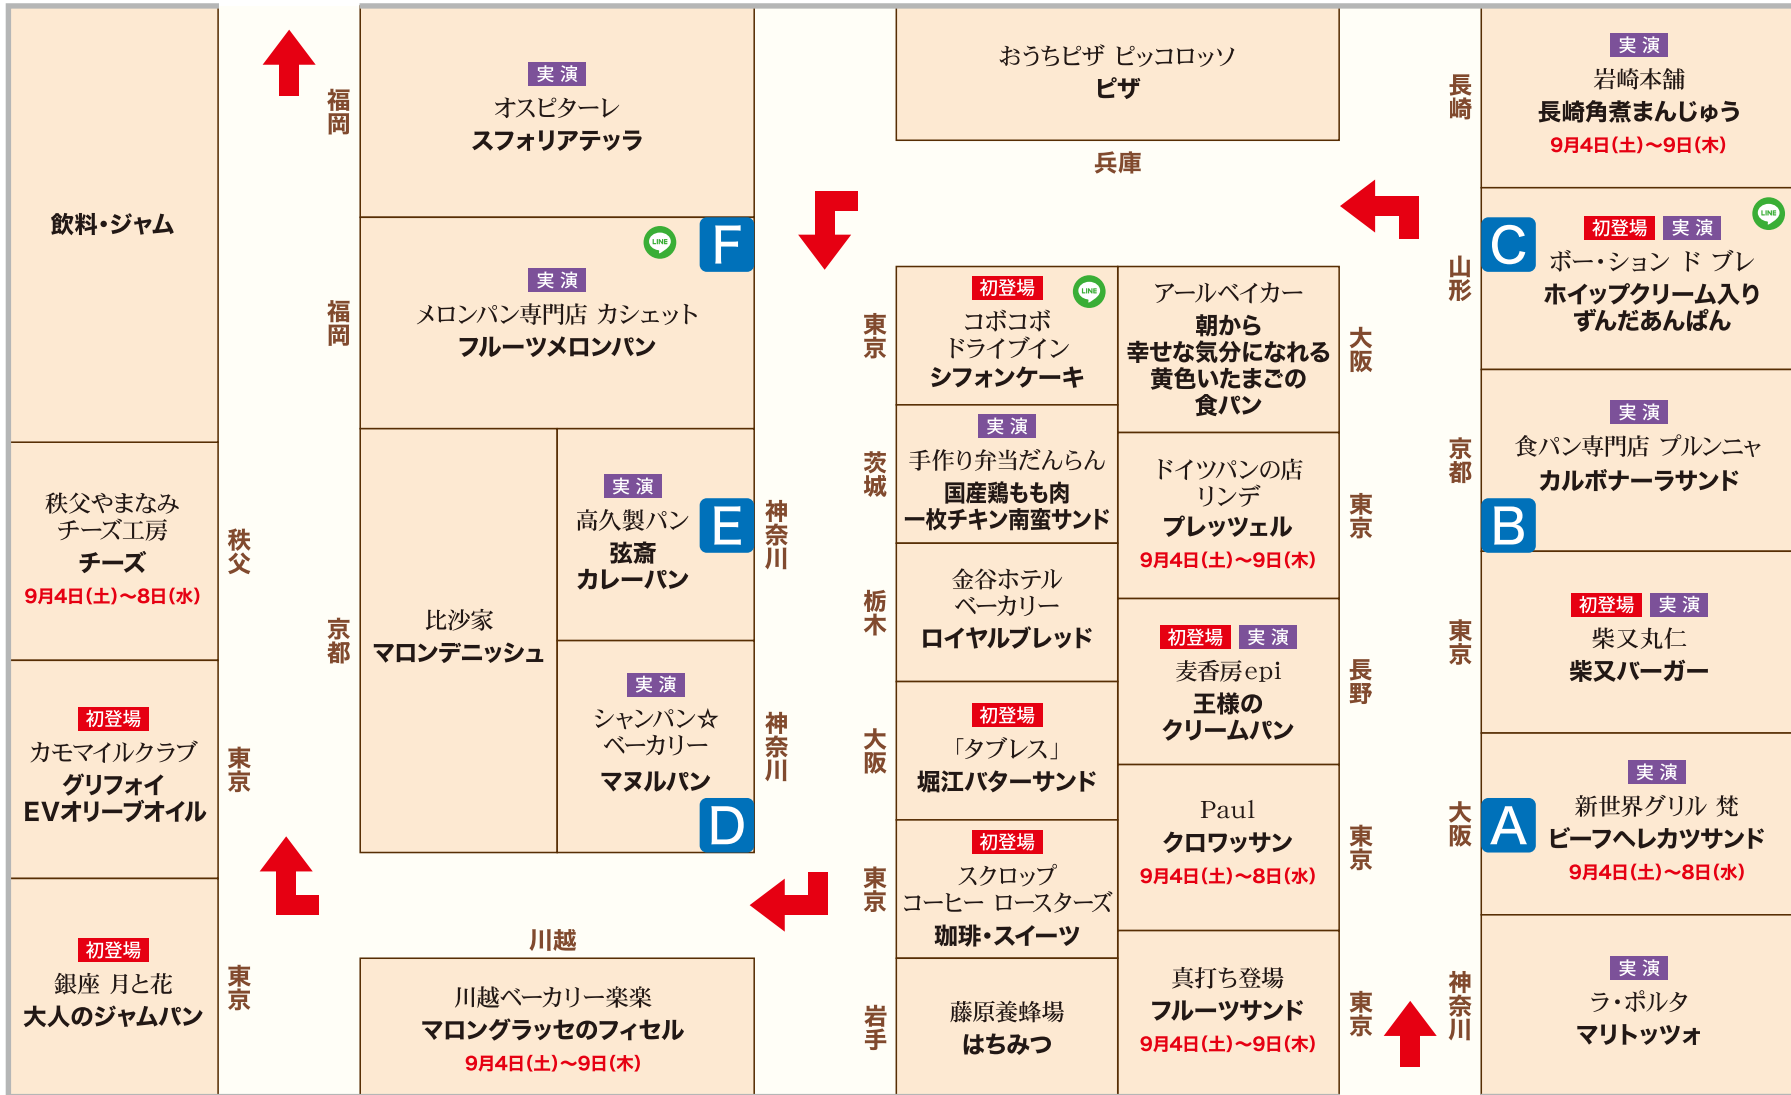 飲料・ジャム
秩父やまなみ
チーズ工房
チーズ
9月4日(土)～8日(水)
秩父
初登場
カモマイルクラブ
グリフォイ
EVオリーブオイル
東京
初登場
銀座 月と花
大人のジャムパン
東京
福岡
実演
オスピターレ
スフォリアテッラ
福岡
LINE
F
実演
メロンパン専門店 カシェット
フルーツメロンパン
京都
比沙家
マロンデニッシュ
実演
高久製パン
弦斎
カレーパン
E
神奈川
実演
シャンパン☆
ベーカリー
マヌルパン
D
神奈川
川越
川越ベーカリー楽楽
マロングラッセのフィセル
9月4日(土)～9日(木)
おうちピザ ピッコロッソ
ピザ
兵庫
東京
初登場
LINE
コボコボ
ドライブイン
シフォンケーキ
茨城
実演
手作り弁当だんらん
国産鶏もも肉
一枚チキン南蛮サンド
栃木
金谷ホテル
ベーカリー
ロイヤルブレッド
大阪
初登場
「タブレス」
堀江バターサンド
東京
初登場
スクロップ
コーヒー ロースターズ
珈琲・スイーツ
岩手
藤原養蜂場
はちみつ
アールベイカー
朝から
幸せな気分になれる
黄色いたまごの
食パン
大阪
ドイツパンの店
リンデ
プレッツェル
9月4日(土)～9日(木)
東京
初登場 実演
麦香房epi
王様の
クリームパン
長野
Paul
クロワッサン
9月4日(土)～8日(水)
東京
真打ち登場
フルーツサンド
9月4日(土)～9日(木)
東京
長崎
実演
岩崎本舗
長崎角煮まんじゅう
9月4日(土)～9日(木)
山形
C
LINE
初登場 実演
ボー・ション ド ブレ
ホイップクリーム入り
ずんだあんぱん
京都
実演
食パン専門店 プルンニャ
カルボナーラサンド
B
東京
初登場 実演
柴又丸仁
柴又バーガー
大阪
A
実演
新世界グリル 梵
ビーフヘレカツサンド
9月4日(土)～8日(水)
神奈川
実演
ラ・ポルタ
マリトッツォ